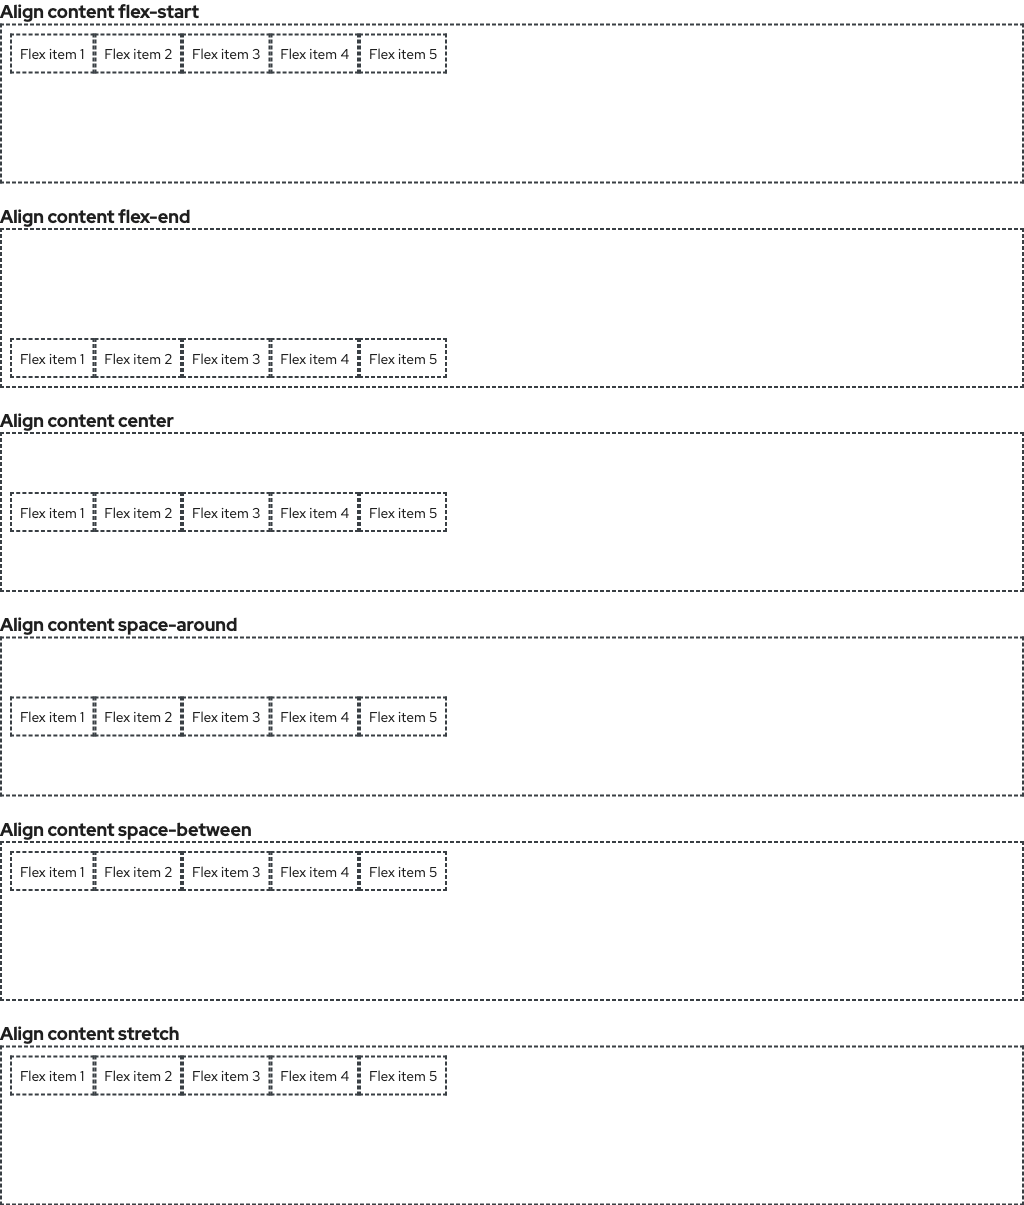 Align content flex-start
Flex item 1 Flex item 2 Flex item 3 Flex item 4 Flex item 5
Align content flex-end
Flex item 1 Flex item 2 Flex item 3 Flex item 4 Flex item 5
Align content center
Flex item 1 Flex item 2 Flex item 3 Flex item 4 Flex item 5
Align content space-around
Flex item 1 Flex item 2 Flex item 3 Flex item 4 Flex item 5
Align content space-between
Flex item 1 Flex item 2 Flex item 3 Flex item 4 Flex item 5
Align content stretch
Flex item 1 Flex item 2 Flex item 3 Flex item 4 Flex item 5